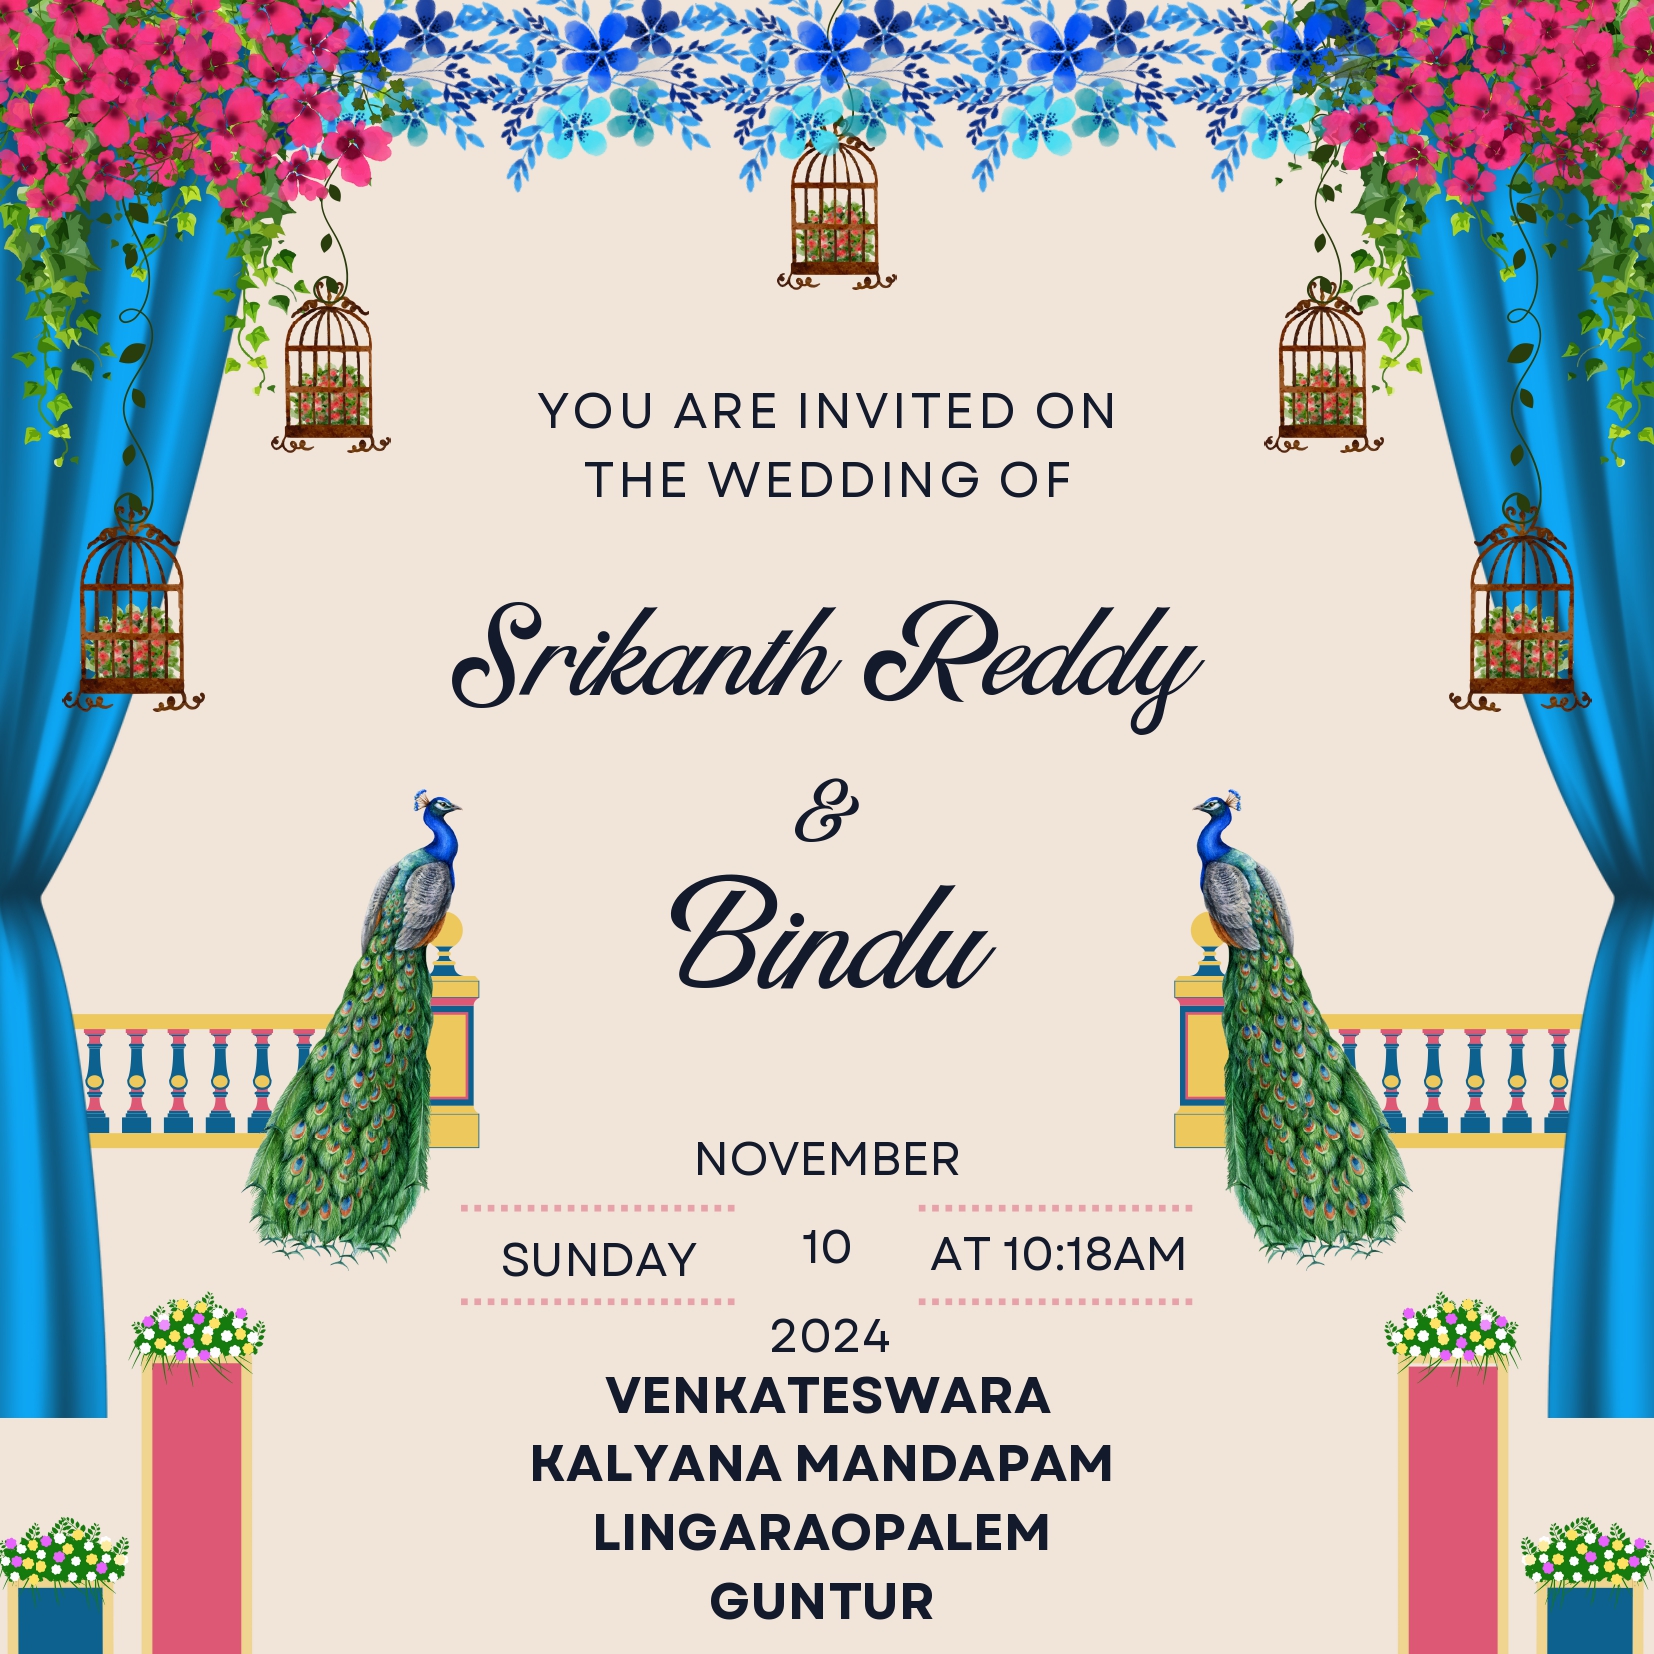 YOU ARE INVITED ON
THE WEDDING OF
Srikanth Reddy
&
Bindu
NOVEMBER
SUNDAY
10
AT 10:18AM
2024
VENKATESWARA
KALYANA MANDAPAM
LINGARAOPALEM
GUNTUR